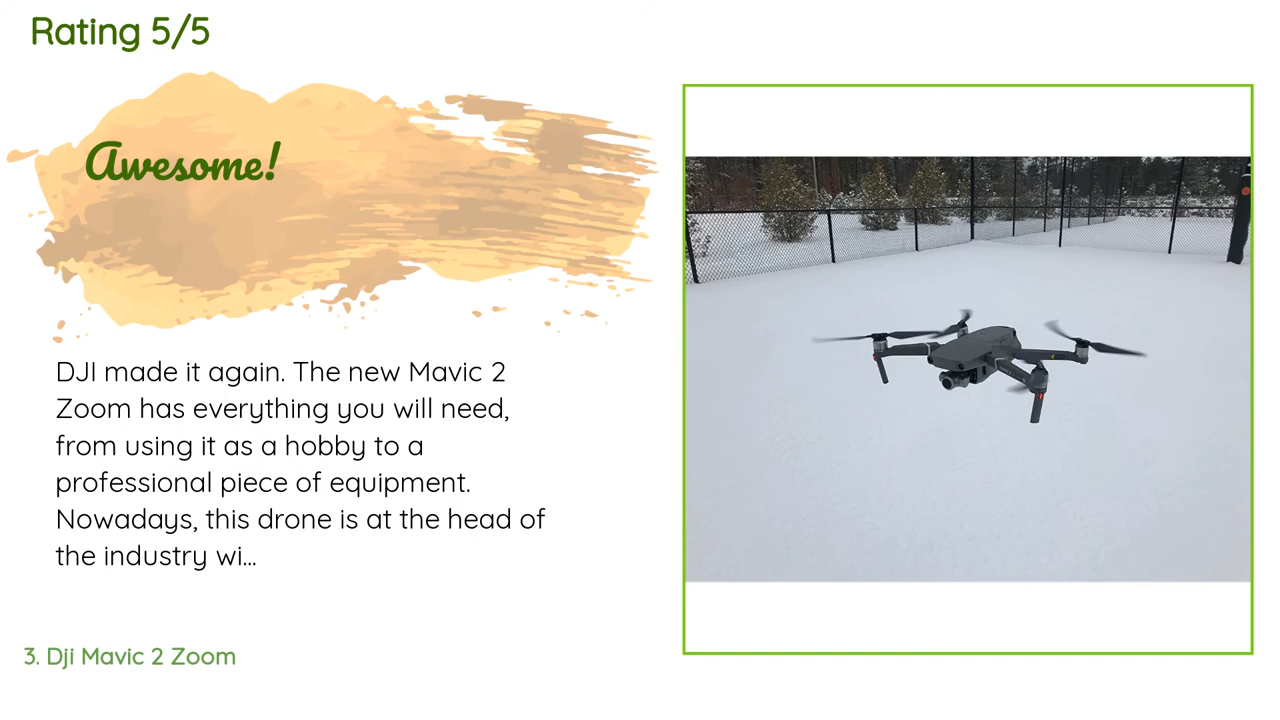 Rating 5/5
Awesome!
DJI made it again. The new Mavic 2
Zoom has everything you will need,
from using it as a hobby to a
professional piece of equipment.
Nowadays, this drone is at the head of
the industry wi...
3. Dji Mavic 2 Zoom